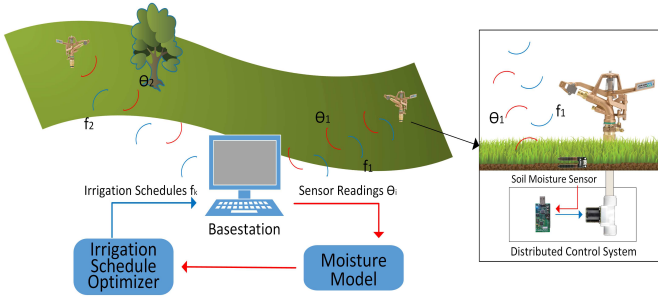 Θ2
f2
Θ1
f1
Irrigation Schedules fk
Sensor Readings Θi
Basestation
Irrigation
Schedule
Optimizer
Moisture
Model
Θ1
f1
Soil Moisture Sensor
Distributed Control System